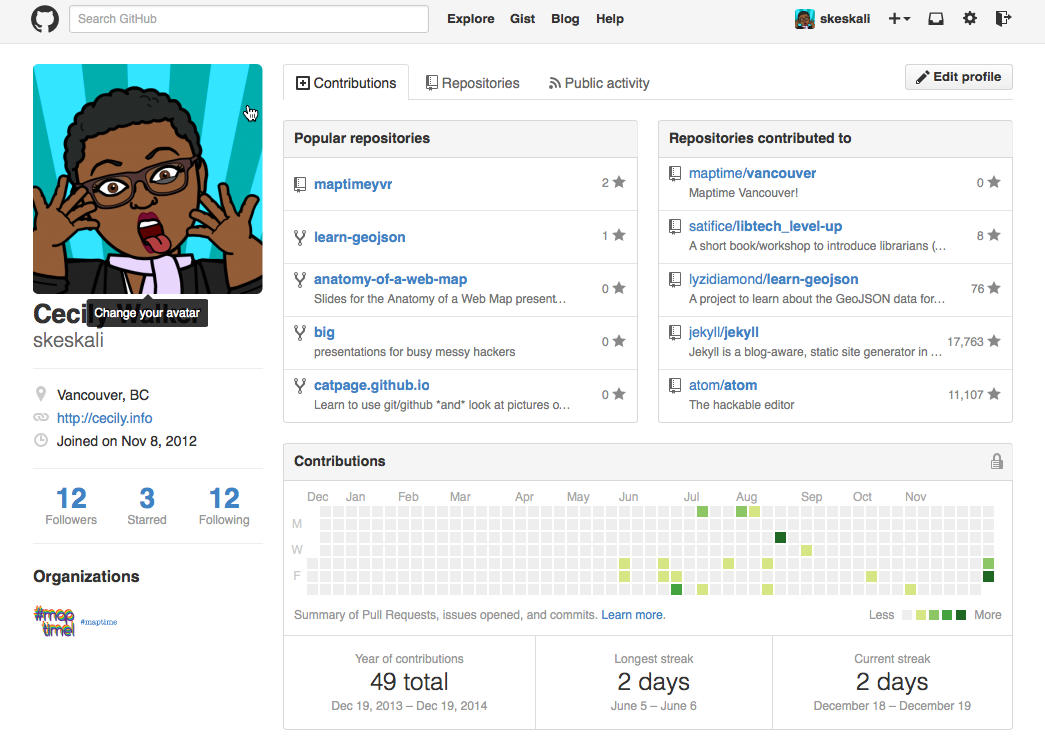 Search GitHub
Explore Gist Blog Help
skeskali
Contributions Repositories Public activity
Edit profile
Change your avatar
Cecily Walker
skeskali
Vancouver, BC
http://cecily.info
Joined on Nov 8, 2012
12 3 12
Followers Starred Following
Organizations
#map
time!
#maptime
Popular repositories
maptimeyvr 2
learn-geojson 1
anatomy-of-a-web-map
Slides for the Anatomy of a Web Map present... 0
big
presentations for busy messy hackers 0
catpage.github.io
Learn to use git/github *and* look at pictures o... 0
Repositories contributed to
maptime/vancouver
Maptime Vancouver! 0
satifice/libtech_level-up
A short book/workshop to introduce librarians (... 8
lyzidiamond/learn-geojson
A project to learn about the GeoJSON data for... 76
jekyll/jekyll
Jekyll is a blog-aware, static site generator in ... 17,763
atom/atom
The hackable editor 11,107
Contributions
Dec Jan Feb Mar Apr May Jun Jul Aug Sep Oct Nov
M
W
F
Summary of Pull Requests, issues opened, and commits. Learn more.
Less More
Year of contributions
49 total
Dec 19, 2013 – Dec 19, 2014
Longest streak
2 days
June 5 – June 6
Current streak
2 days
December 18 – December 19